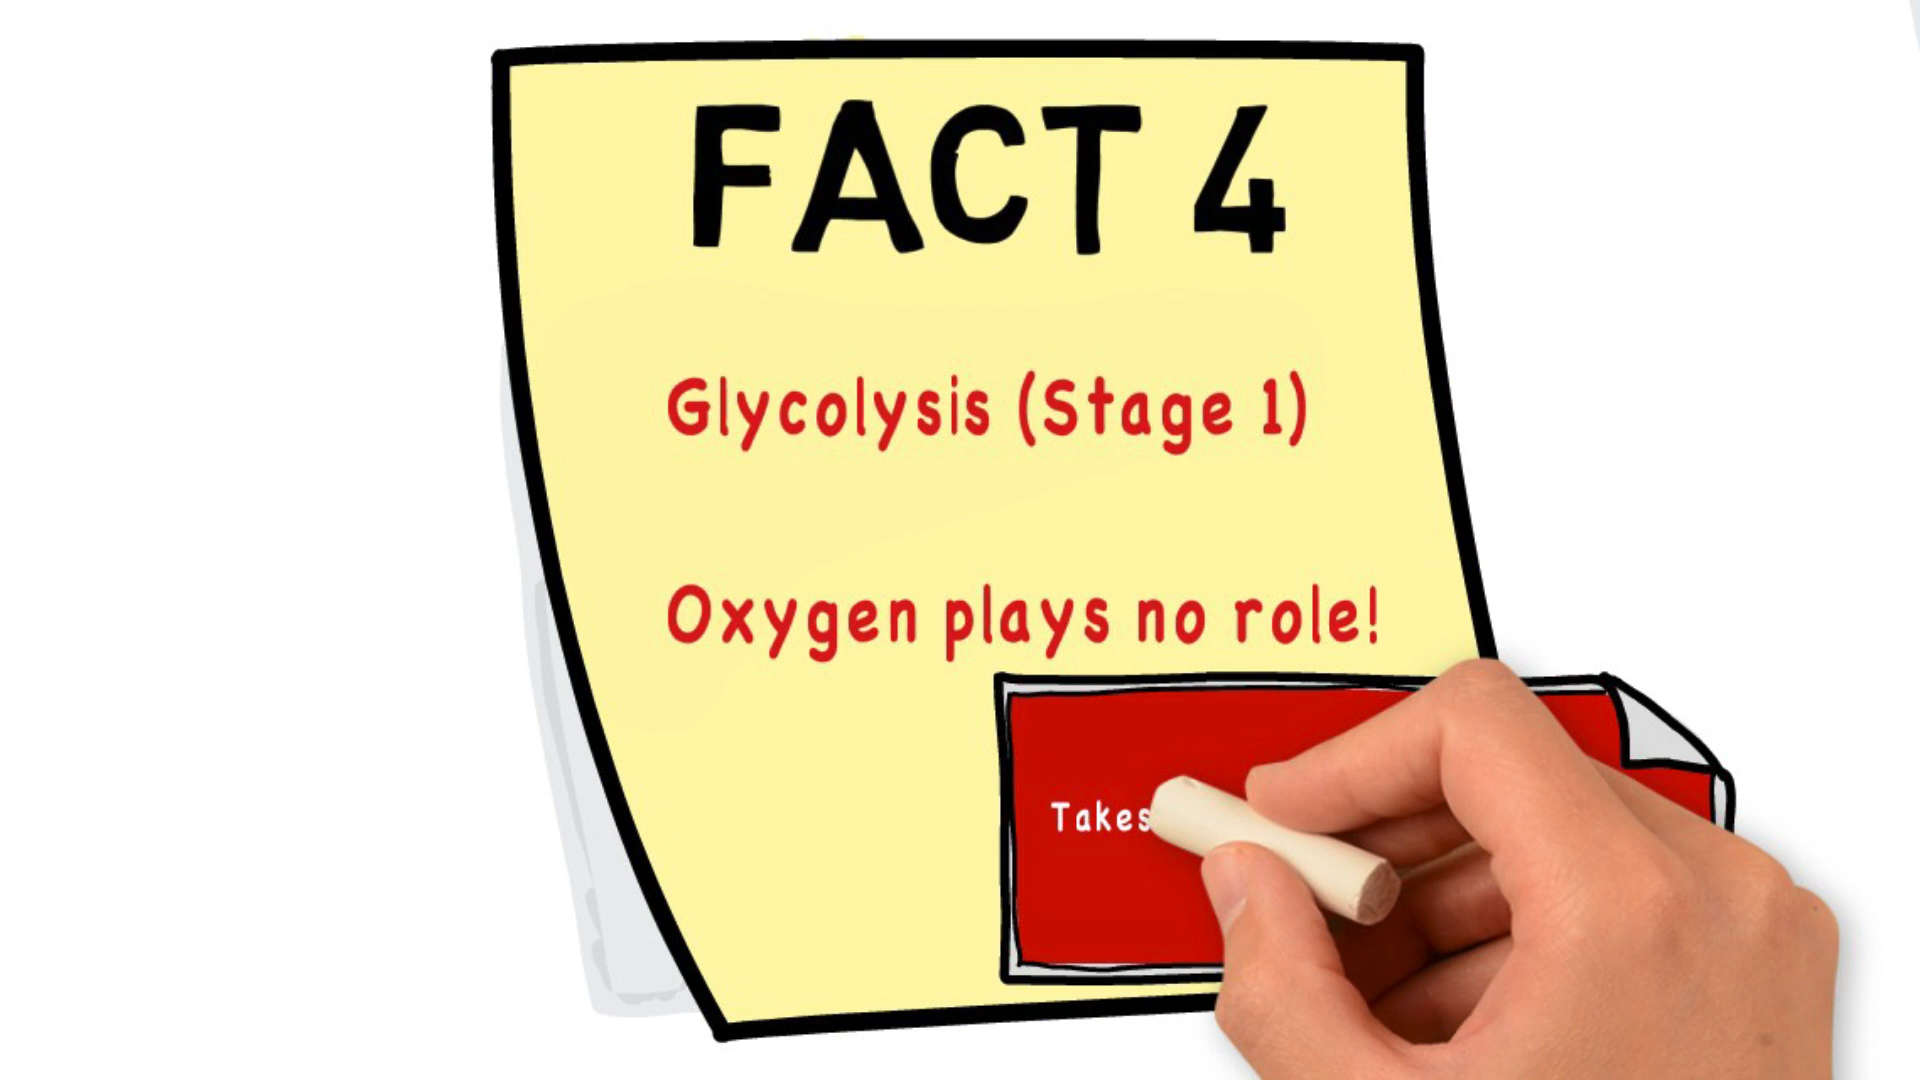 FACT 4
Glycolysis (Stage 1)
Oxygen plays no role!
Takes